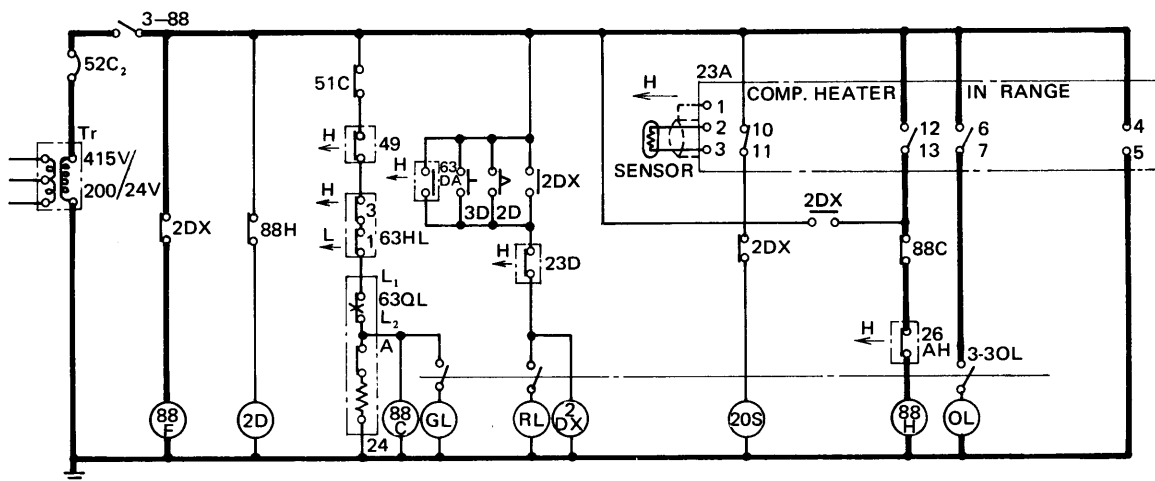 3–88
52C₂
Tr
415V/
200/24V
2DX
88
F
88H
2D
51C
H
49
H
3
L
1
63HL
L₁
63QL
L₂
A
24
88
C
GL
H
63
DA
3D
2D
2DX
H
23D
RL
2
DX
H
23A
1
2
3
SENSOR
COMP. HEATER
10
11
2DX
20S
2DX
12
13
88C
H
26
AH
88
H
IN RANGE
6
7
3-3OL
OL
4
5